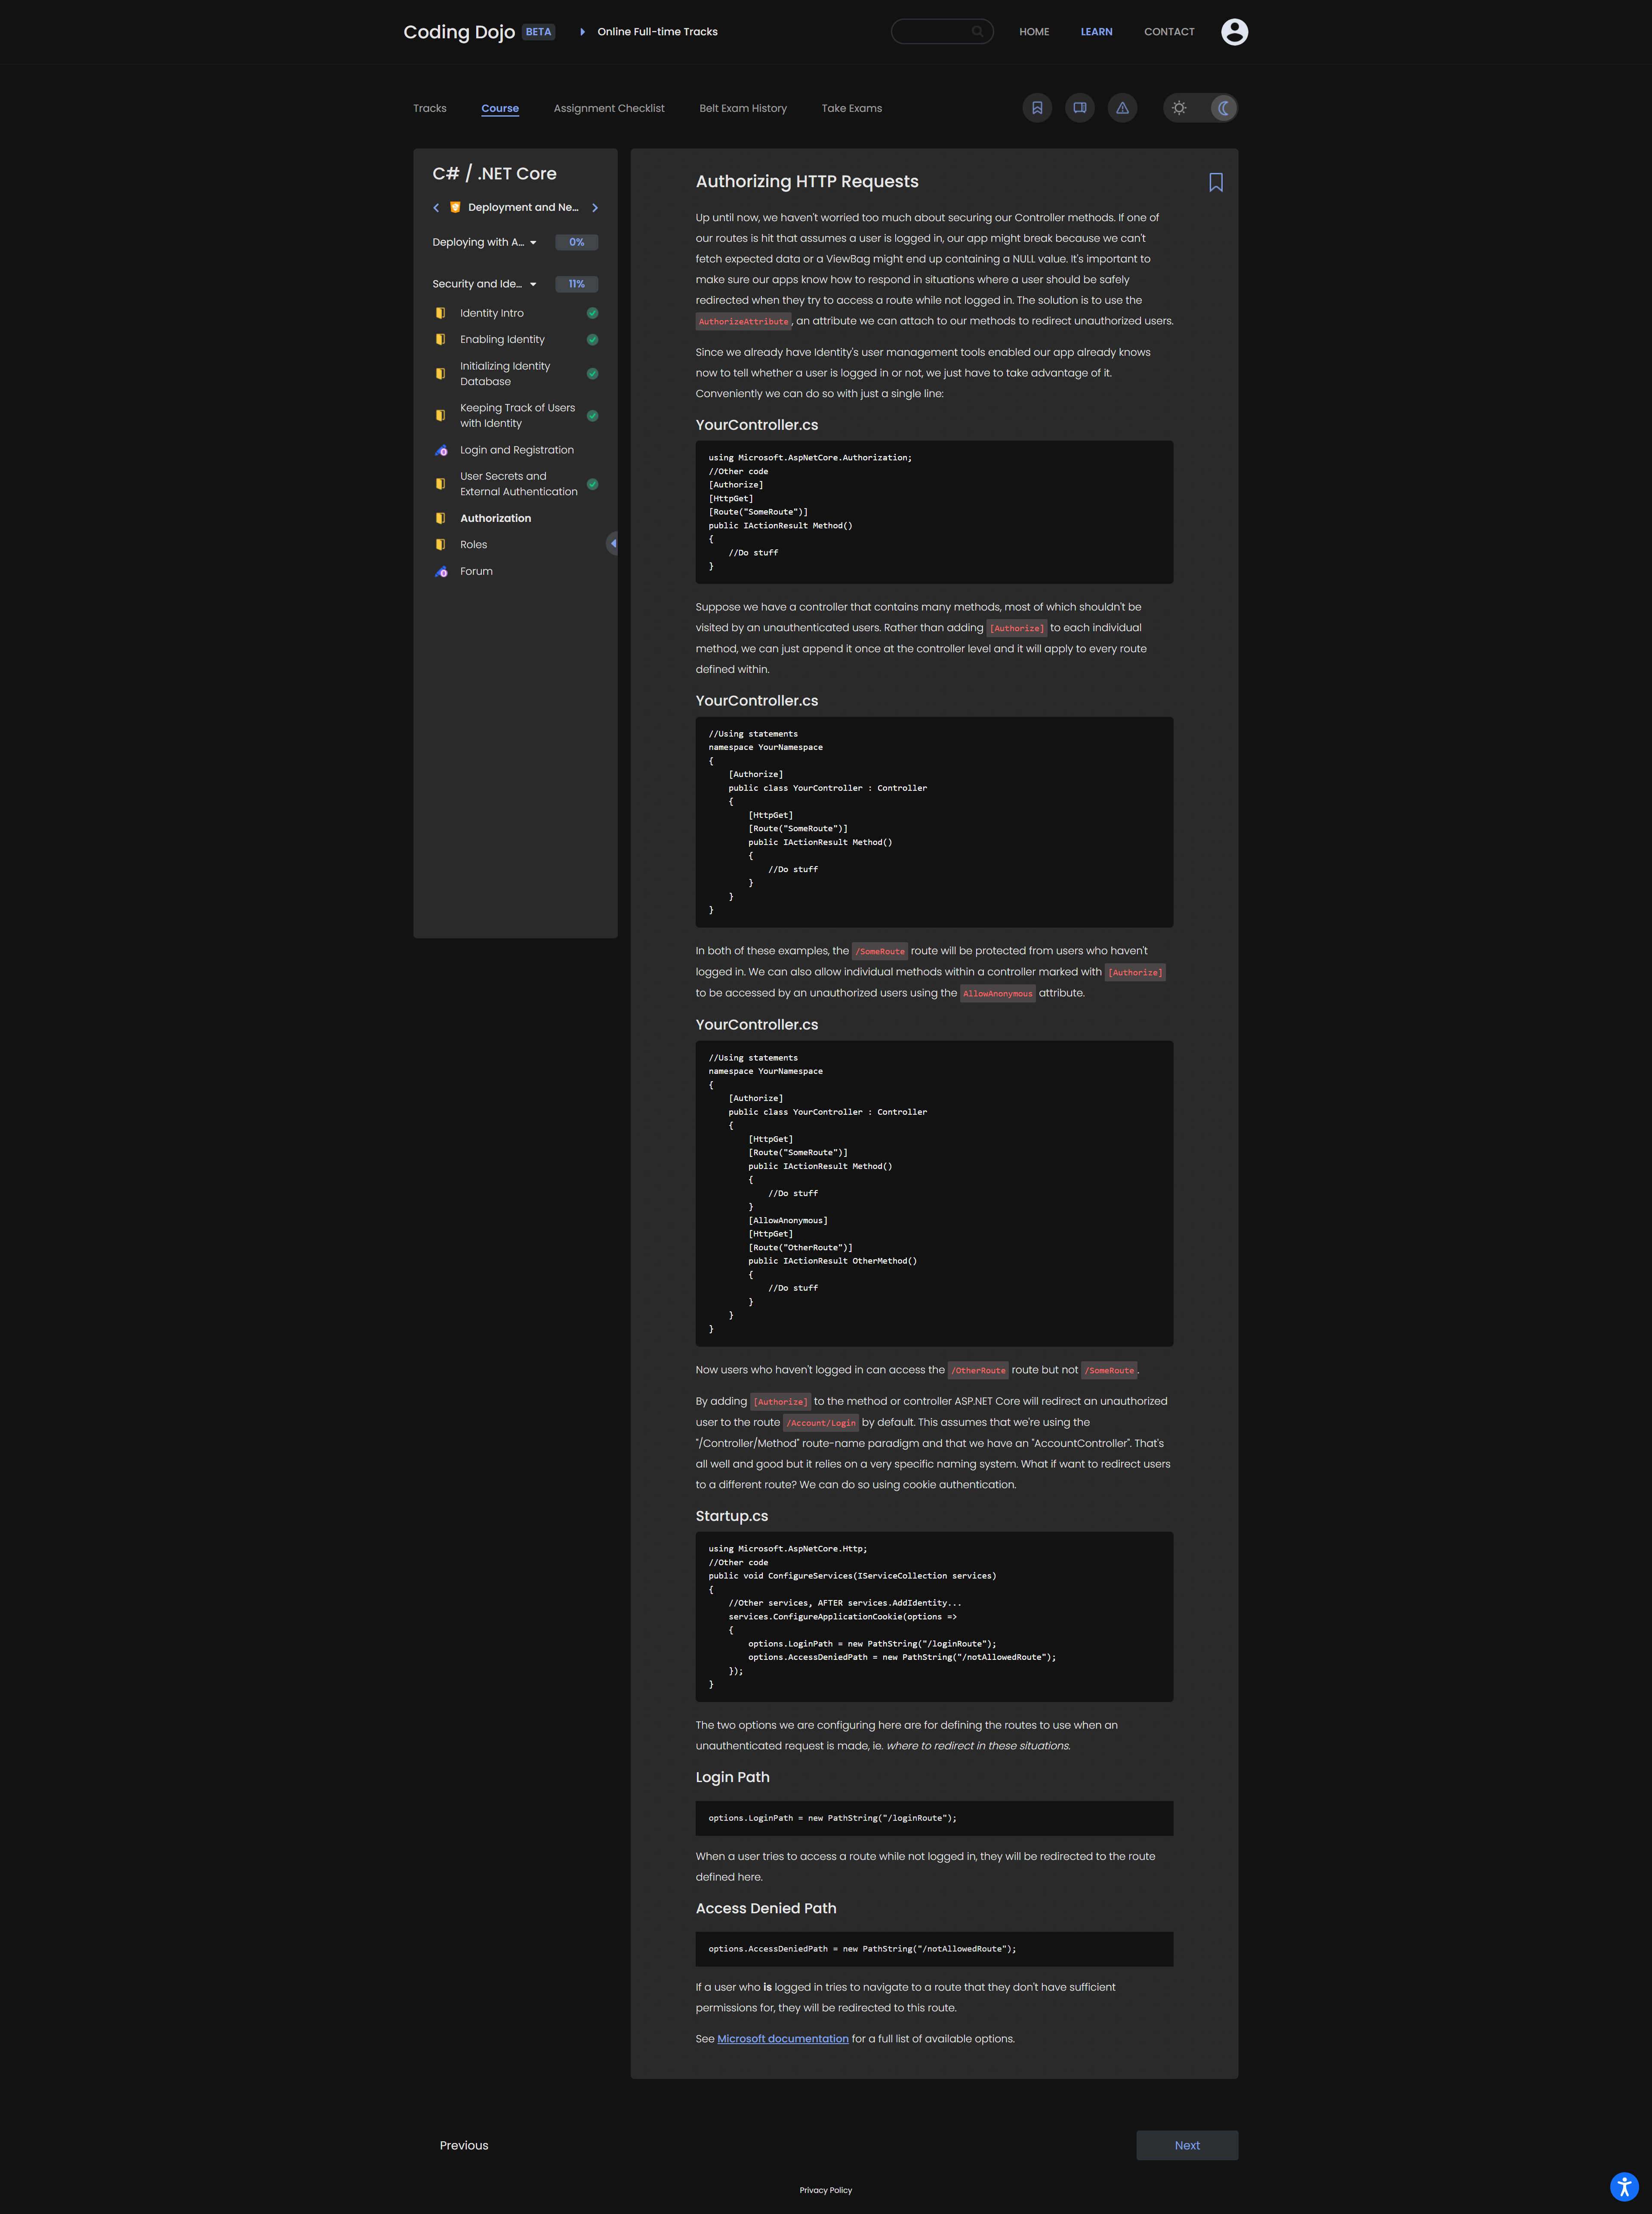 Coding Dojo BETA
Online Full-time Tracks
HOME
LEARN
CONTACT
Tracks
Course
Assignment Checklist
Belt Exam History
Take Exams
C# / .NET Core
Deployment and Ne...
Deploying with A...
0%
Security and Ide...
11%
Identity Intro
Enabling Identity
Initializing Identity
Database
Keeping Track of Users
with Identity
Login and Registration
User Secrets and
External Authentication
Authorization
Roles
Forum
Authorizing HTTP Requests
Up until now, we haven't worried too much about securing our Controller methods. If one of
our routes is hit that assumes a user is logged in, our app might break because we can't
fetch expected data or a ViewBag might end up containing a NULL value. It's important to
make sure our apps know how to respond in situations where a user should be safely
redirected when they try to access a route while not logged in. The solution is to use the
AuthorizeAttribute, an attribute we can attach to our methods to redirect unauthorized users.
Since we already have Identity's user management tools enabled our app already knows
now to tell whether a user is logged in or not, we just have to take advantage of it.
Conveniently we can do so with just a single line:
YourController.cs
using Microsoft.AspNetCore.Authorization;
//Other code
[Authorize]
[HttpGet]
[Route("SomeRoute")]
public IActionResult Method()
{
    //Do stuff
}
Suppose we have a controller that contains many methods, most of which shouldn't be
visited by an unauthenticated users. Rather than adding [Authorize] to each individual
method, we can just append it once at the controller level and it will apply to every route
defined within.
YourController.cs
//Using statements
namespace YourNamespace
{
    [Authorize]
    public class YourController : Controller
    {
        [HttpGet]
        [Route("SomeRoute")]
        public IActionResult Method()
        {
            //Do stuff
        }
    }
}
In both of these examples, the /SomeRoute route will be protected from users who haven't
logged in. We can also allow individual methods within a controller marked with [Authorize]
to be accessed by an unauthorized users using the AllowAnonymous attribute.
YourController.cs
//Using statements
namespace YourNamespace
{
    [Authorize]
    public class YourController : Controller
    {
        [HttpGet]
        [Route("SomeRoute")]
        public IActionResult Method()
        {
            //Do stuff
        }
        [AllowAnonymous]
        [HttpGet]
        [Route("OtherRoute")]
        public IActionResult OtherMethod()
        {
            //Do stuff
        }
    }
}
Now users who haven't logged in can access the /OtherRoute route but not /SomeRoute.
By adding [Authorize] to the method or controller ASP.NET Core will redirect an unauthorized
user to the route /Account/Login by default. This assumes that we're using the
"/Controller/Method" route-name paradigm and that we have an "AccountController". That's
all well and good but it relies on a very specific naming system. What if want to redirect users
to a different route? We can do so using cookie authentication.
Startup.cs
using Microsoft.AspNetCore.Http;
//Other code
public void ConfigureServices(IServiceCollection services)
{
    //Other services, AFTER services.AddIdentity...
    services.ConfigureApplicationCookie(options =>
    {
        options.LoginPath = new PathString("/loginRoute");
        options.AccessDeniedPath = new PathString("/notAllowedRoute");
    });
}
The two options we are configuring here are for defining the routes to use when an
unauthenticated request is made, ie. where to redirect in these situations.
Login Path
options.LoginPath = new PathString("/loginRoute");
When a user tries to access a route while not logged in, they will be redirected to the route
defined here.
Access Denied Path
options.AccessDeniedPath = new PathString("/notAllowedRoute");
If a user who is logged in tries to navigate to a route that they don't have sufficient
permissions for, they will be redirected to this route.
See Microsoft documentation for a full list of available options.
Previous
Next
Privacy Policy